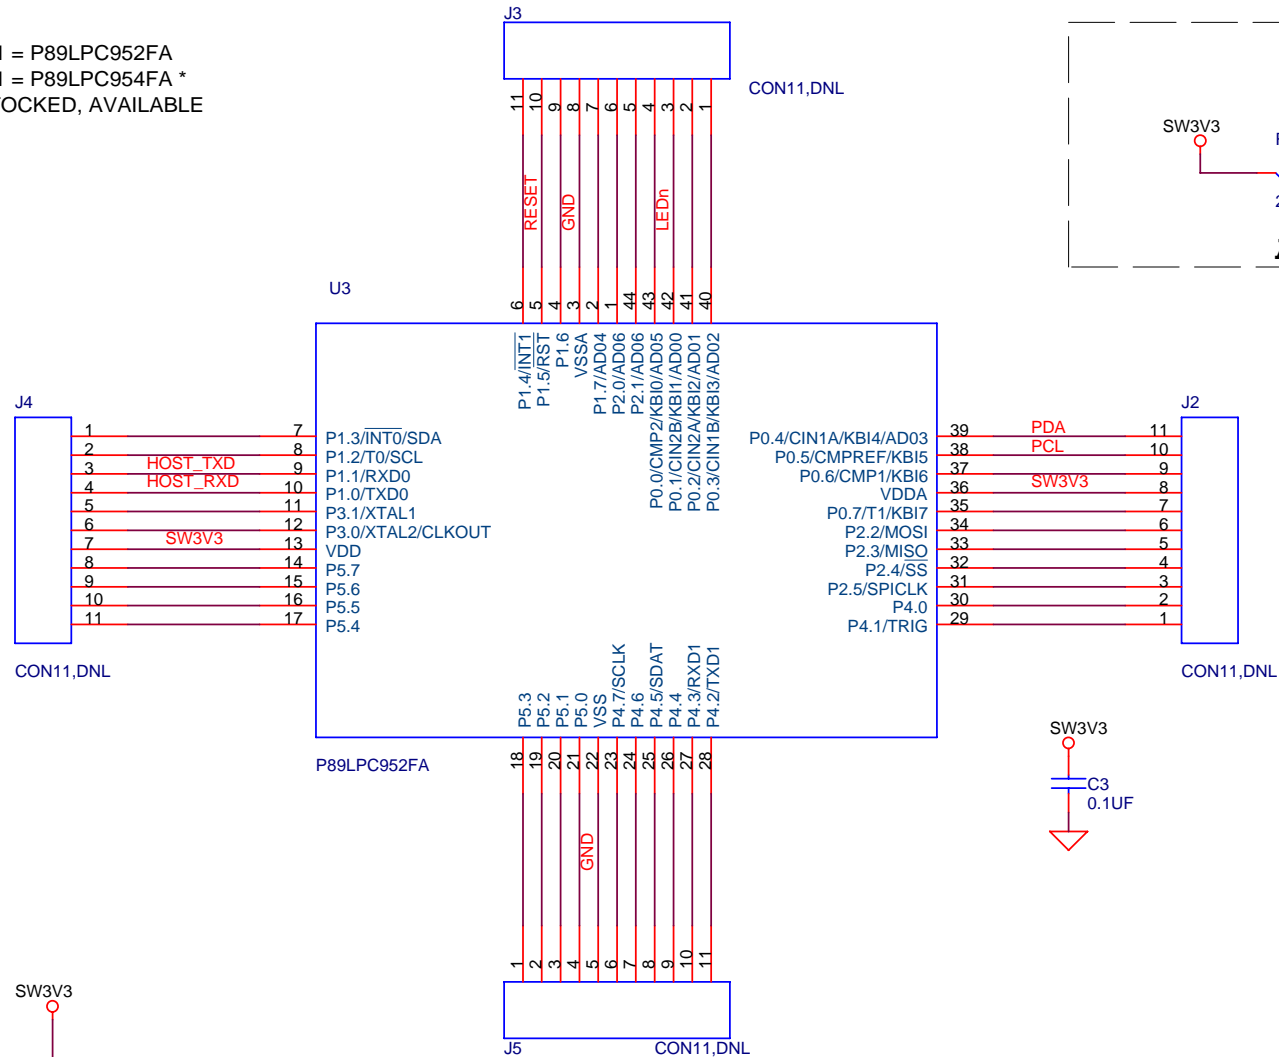 J3
1 = P89LPC952FA
1 = P89LPC954FA *
TOCKED, AVAILABLE
CON11,DNL
11 10 9 8 7 6 5 4 3 2 1
SW3V3
RESET
GND
LEDn
2
U3
6 5 4 3 2 1 44 43 42 41 40
P1.4/INT1
P1.5/RST
P1.6
VSSA
P1.7/AD04
P2.0/AD06
P2.1/AD06
P0.0/CMP2/KBI0/AD05
P0.1/CIN2B/KBI1/AD00
P0.2/CIN2A/KBI2/AD01
P0.3/CIN1B/KBI3/AD02
J4
1 7 P1.3/INT0/SDA
2 8 P1.2/T0/SCL
3 HOST_TXD 9 P1.1/RXD0
4 HOST_RXD 10 P1.0/TXD0
5 11 P3.1/XTAL1
6 12 P3.0/XTAL2/CLKOUT
7 SW3V3 13 VDD
8 14 P5.7
9 15 P5.6
10 16 P5.5
11 17 P5.4
CON11,DNL
J2
P0.4/CIN1A/KBI4/AD03 39 PDA 11
P0.5/CMPREF/KBI5 38 PCL 10
P0.6/CMP1/KBI6 37 9
VDDA 36 SW3V3 8
P0.7/T1/KBI7 35 7
P2.2/MOSI 34 6
P2.3/MISO 33 5
P2.4/SS 32 4
P2.5/SPICLK 31 3
P4.0 30 2
P4.1/TRIG 29 1
CON11,DNL
P5.3
P5.2
P5.1
P5.0
VSS
P4.7/SCLK
P4.6
P4.5/SDAT
P4.4
P4.3/RXD1
P4.2/TXD1
P89LPC952FA
18 19 20 21 22 23 24 25 26 27 28
SW3V3
C3
0.1UF
GND
1 2 3 4 5 6 7 8 9 10 11
SW3V3
J5
CON11,DNL